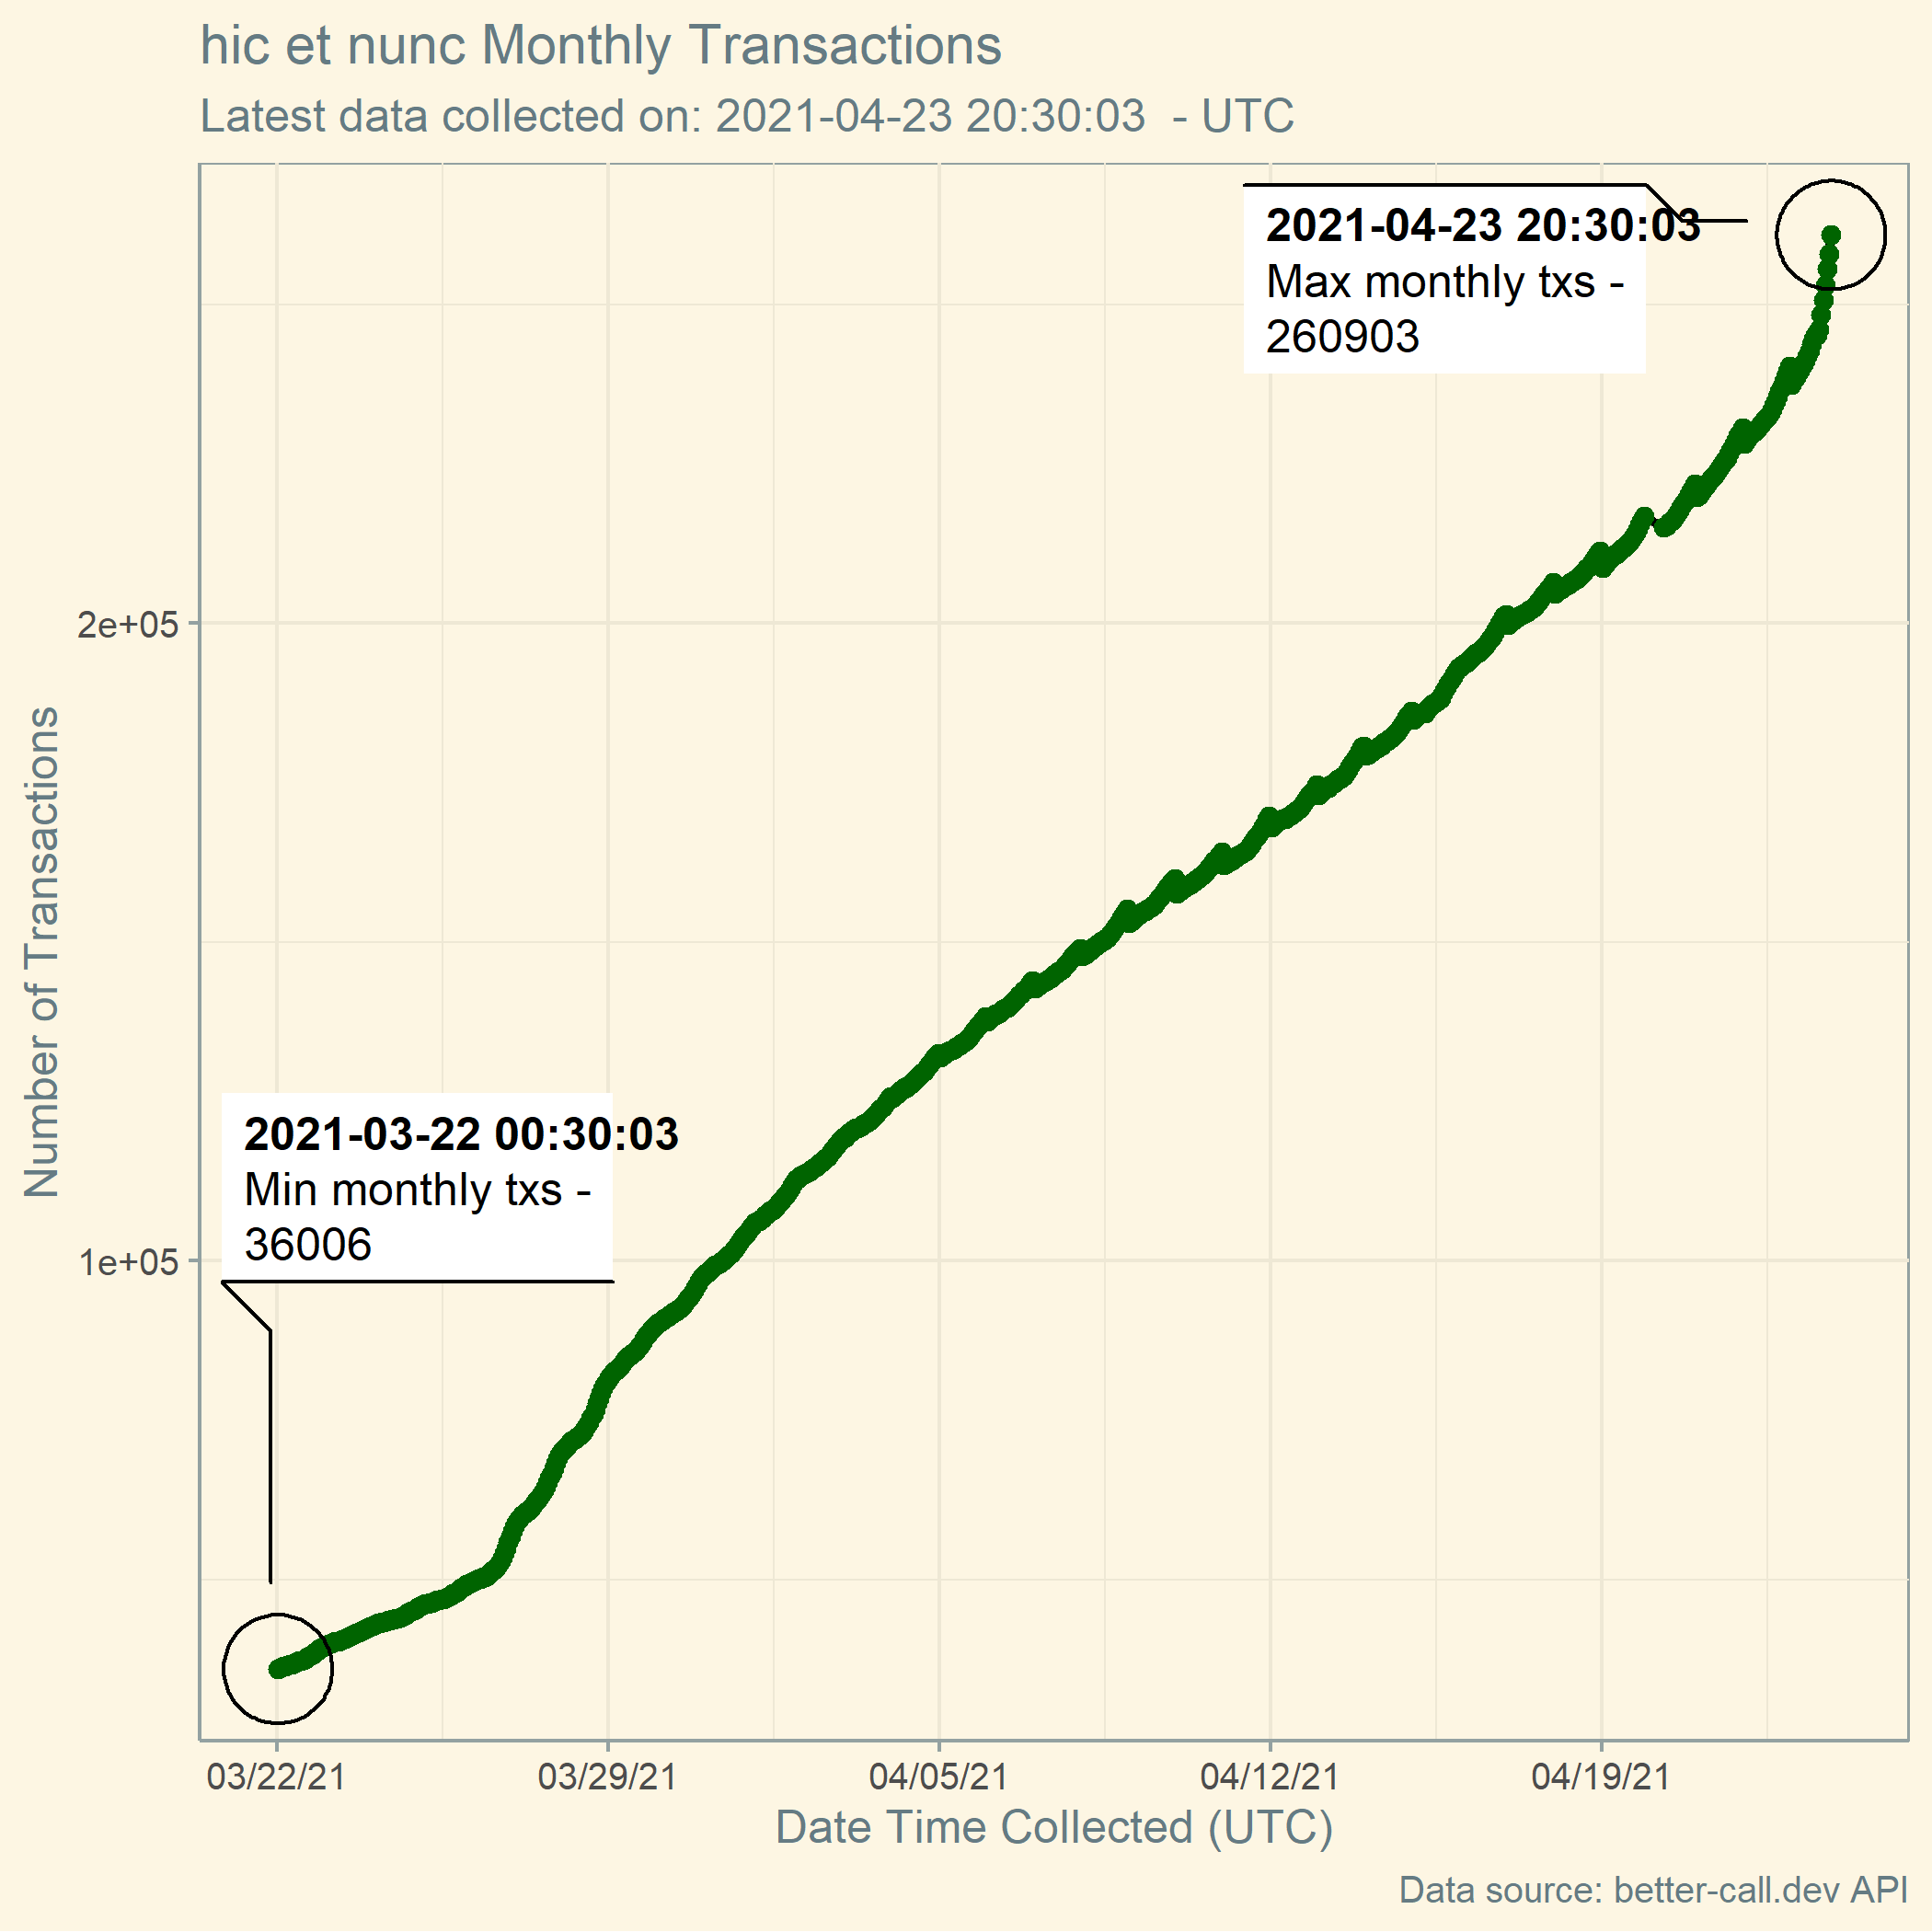 hic et nunc Monthly Transactions
Latest data collected on: 2021-04-23 20:30:03  - UTC
2021-04-23 20:30:03
Max monthly txs -
260903
2e+05
Number of Transactions
2021-03-22 00:30:03
Min monthly txs -
36006
1e+05
03/22/21 03/29/21 04/05/21 04/12/21 04/19/21
Date Time Collected (UTC)
Data source: better-call.dev API